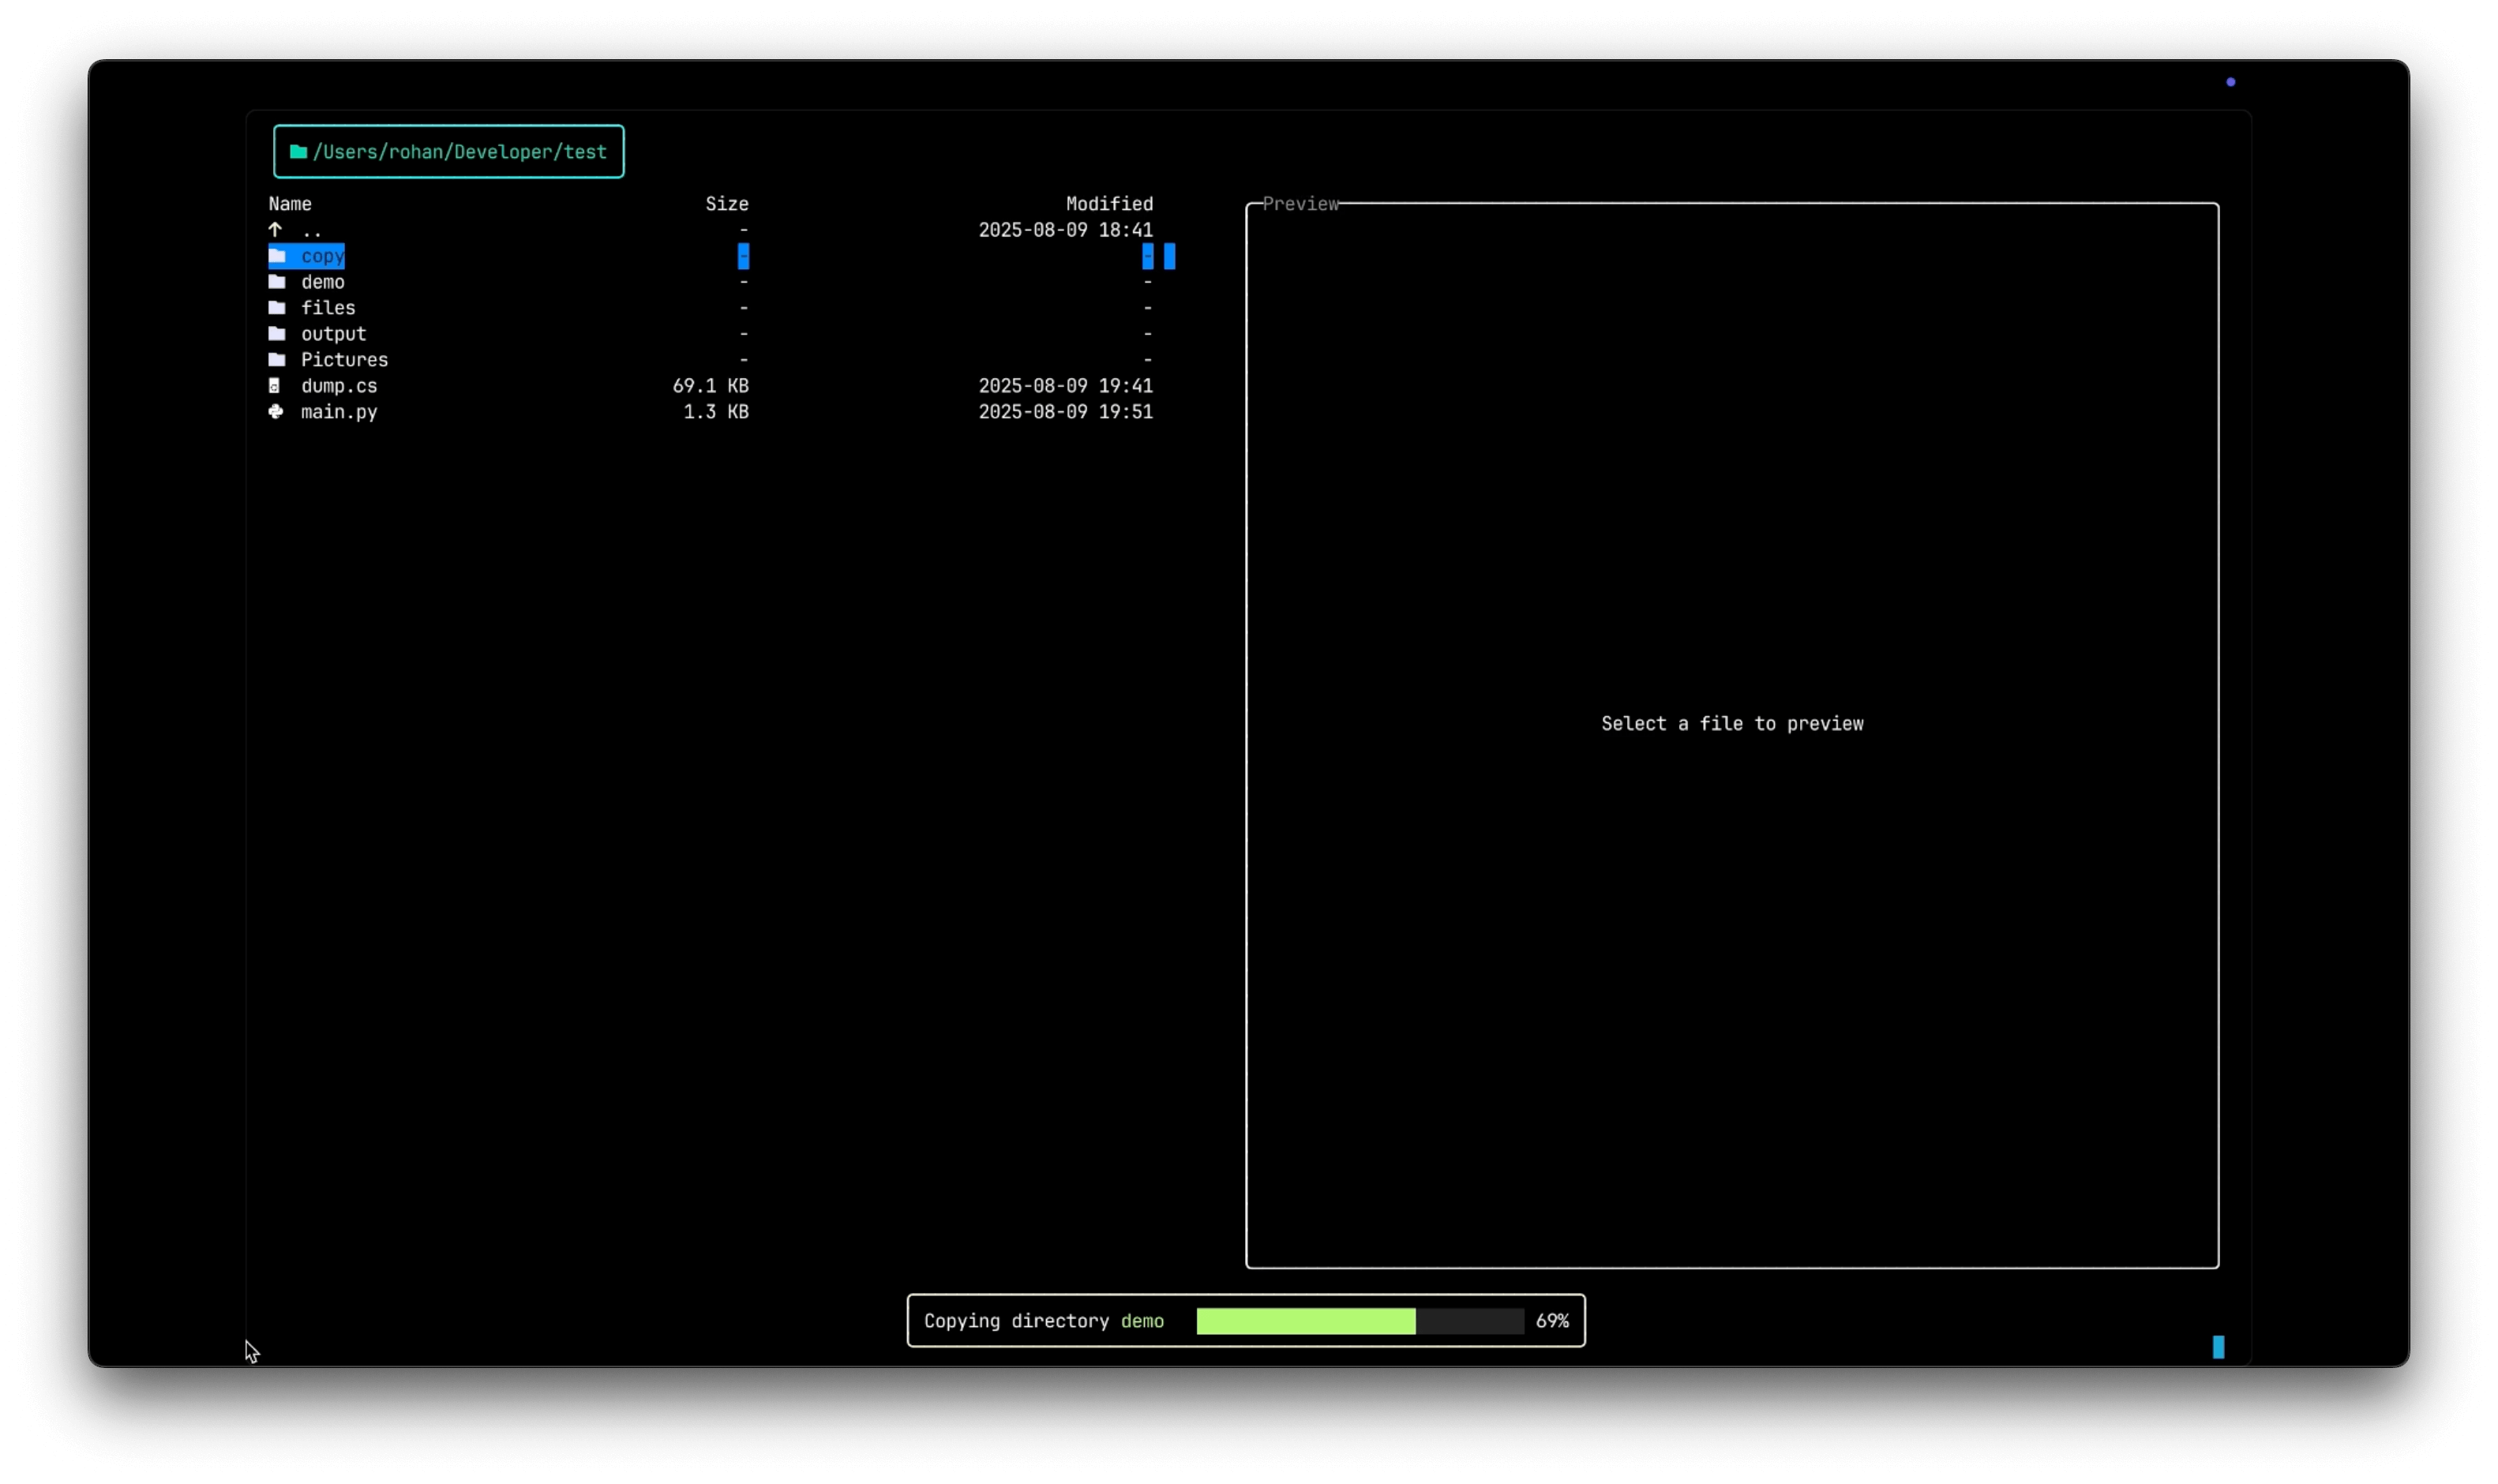 /Users/rohan/Developer/test
Name Size Modified
↑ .. - 2025-08-09 18:41
copy - -
demo - -
files - -
output - -
Pictures - -
dump.cs 69.1 KB 2025-08-09 19:41
main.py 1.3 KB 2025-08-09 19:51
Preview
Select a file to preview
Copying directory demo 69%